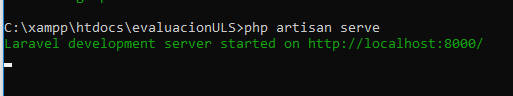 C:\xampp\htdocs\evaluacionULS>php artisan serve
Laravel development server started on http://localhost:8000/